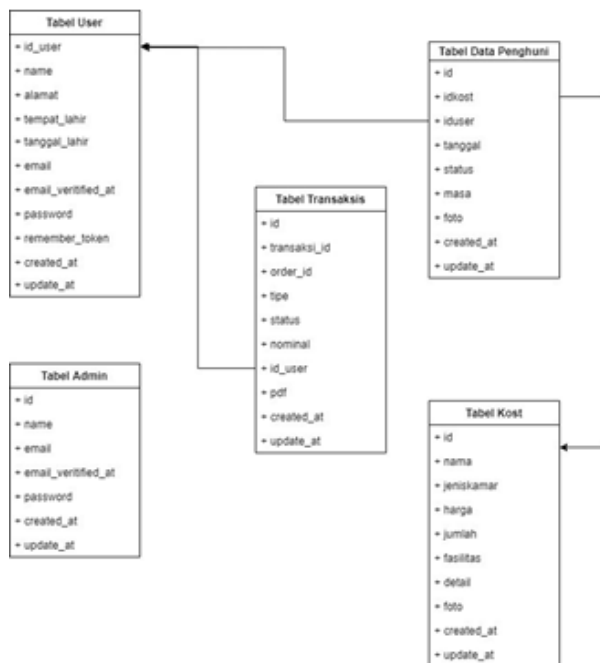 Tabel User
+ id_user
+ name
+ alamat
+ tempat_lahir
+ tanggal_lahir
+ email
+ email_veritified_at
+ password
+ remember_token
+ created_at
+ update_at
Tabel Data Penghuni
+ id
+ idkost
+ iduser
+ tanggal
+ status
+ masa
+ foto
+ created_at
+ update_at
Tabel Transaksis
+ id
+ transaksi_id
+ order_id
+ tipe
+ status
+ nominal
+ id_user
+ pdf
+ created_at
+ update_at
Tabel Admin
+ id
+ name
+ email
+ email_veritified_at
+ password
+ created_at
+ update_at
Tabel Kost
+ id
+ nama
+ jeniskamar
+ harga
+ jumlah
+ fasilitas
+ detail
+ foto
+ created_at
+ update_at